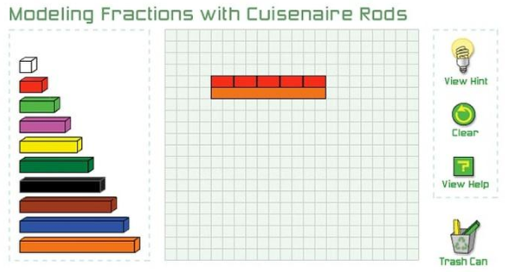 Modeling Fractions with Cuisenaire Rods
View Hint
Clear
?
View Help
Trash Can